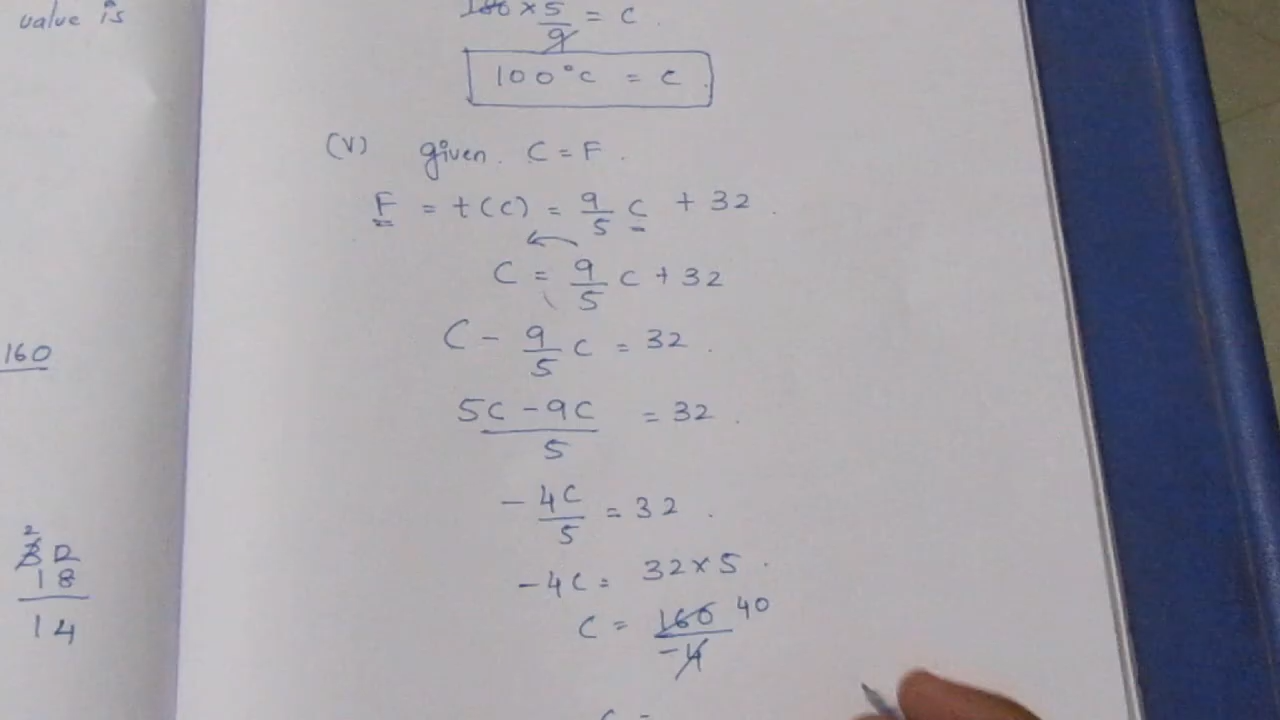 value is
160
32
18
14
180 × 5/9 = C.
100°C = C
(V) given. C = F.
F = t(C) = 9/5 C + 32.
C = 9/5 C + 32
C - 9/5 C = 32.
5C - 9C / 5 = 32.
- 4C/5 = 32.
-4C = 32 × 5.
C = 160/-4 40
C =